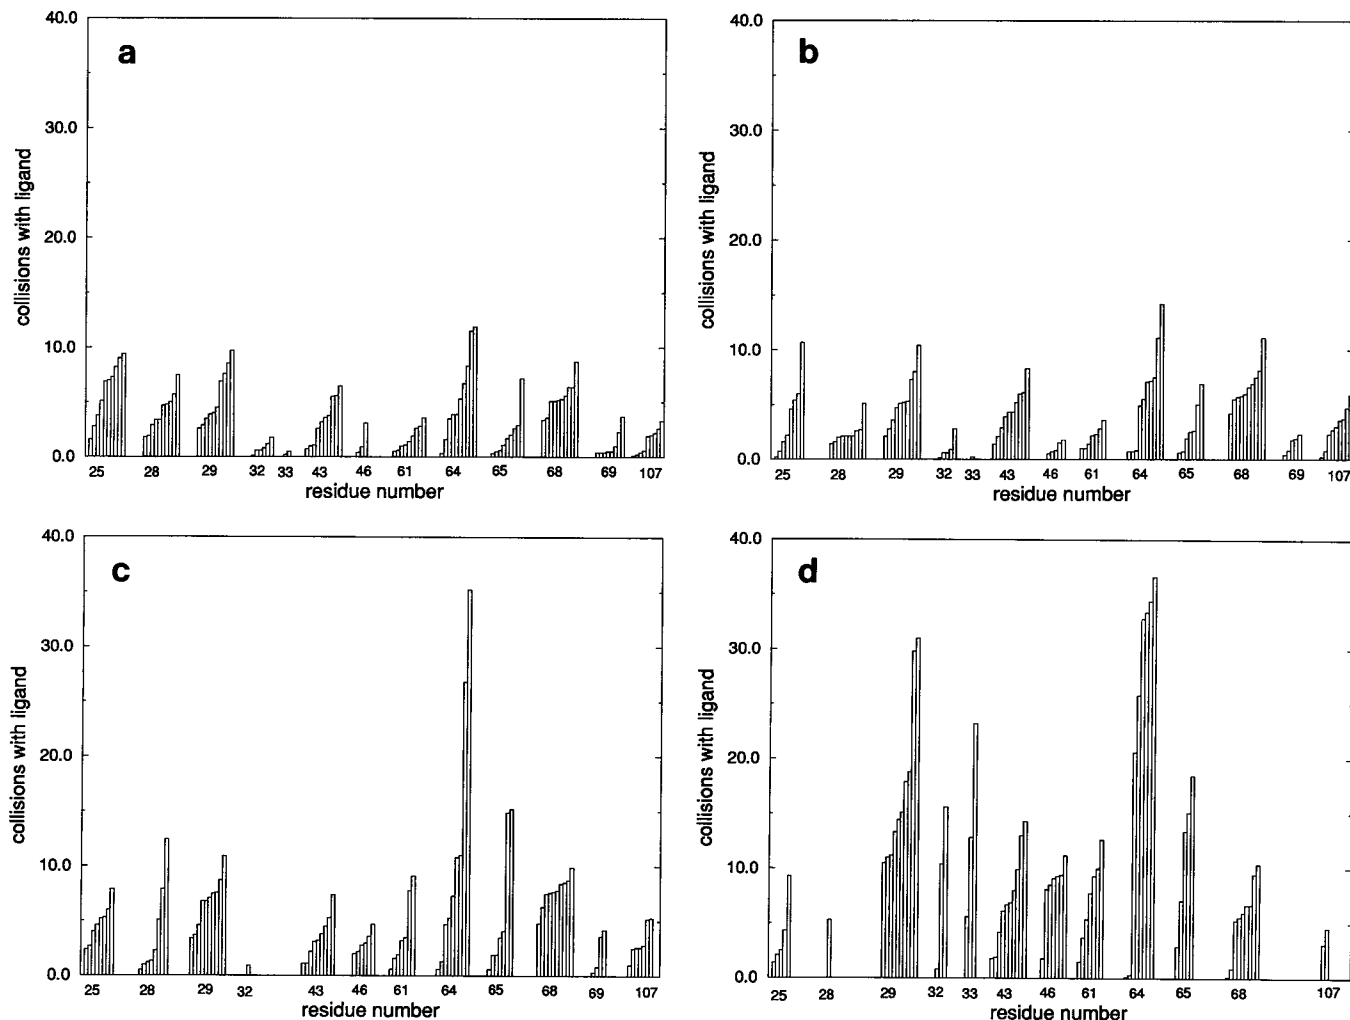 a
40.0
30.0
20.0
10.0
0.0
collisions with ligand
25 28 29 32 33 43 46 61 64 65 68 69 107
residue number
b
40.0
30.0
20.0
10.0
0.0
collisions with ligand
25 28 29 32 33 43 46 61 64 65 68 69 107
residue number
c
40.0
30.0
20.0
10.0
0.0
collisions with ligand
25 28 29 32 43 46 61 64 65 68 69 107
residue number
d
40.0
30.0
20.0
10.0
0.0
collisions with ligand
25 28 29 32 33 43 46 61 64 65 68 107
residue number